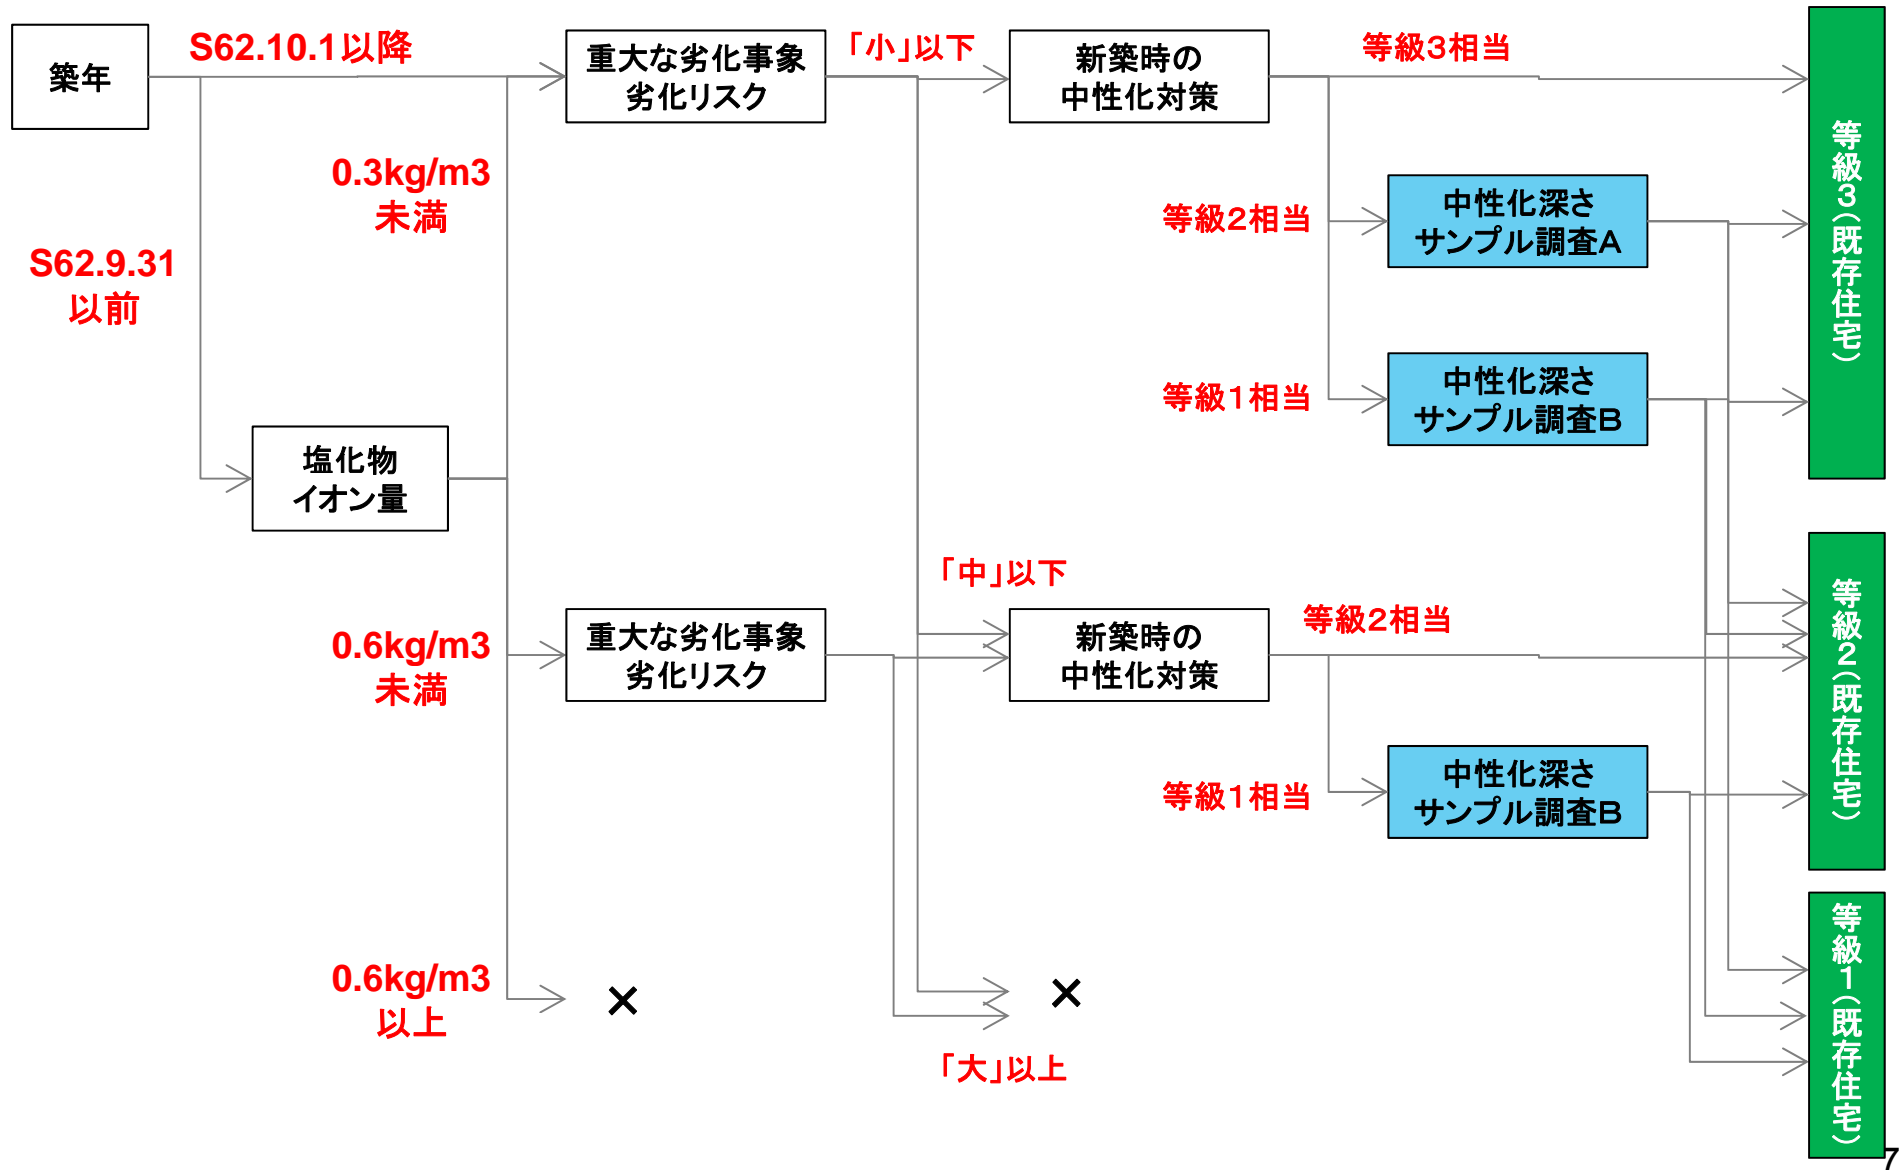 築年
S62.10.1以降
重大な劣化事象
劣化リスク
「小」以下
新築時の
中性化対策
等級3相当
0.3kg/m3
未満
等級2相当
中性化深さ
サンプル調査A
S62.9.31
以前
等級1相当
中性化深さ
サンプル調査B
等級3(既存住宅)
塩化物
イオン量
「中」以下
0.6kg/m3
未満
重大な劣化事象
劣化リスク
新築時の
中性化対策
等級2相当
等級1相当
中性化深さ
サンプル調査B
等級2(既存住宅)
0.6kg/m3
以上
×
×
「大」以上
等級1(既存住宅)
7